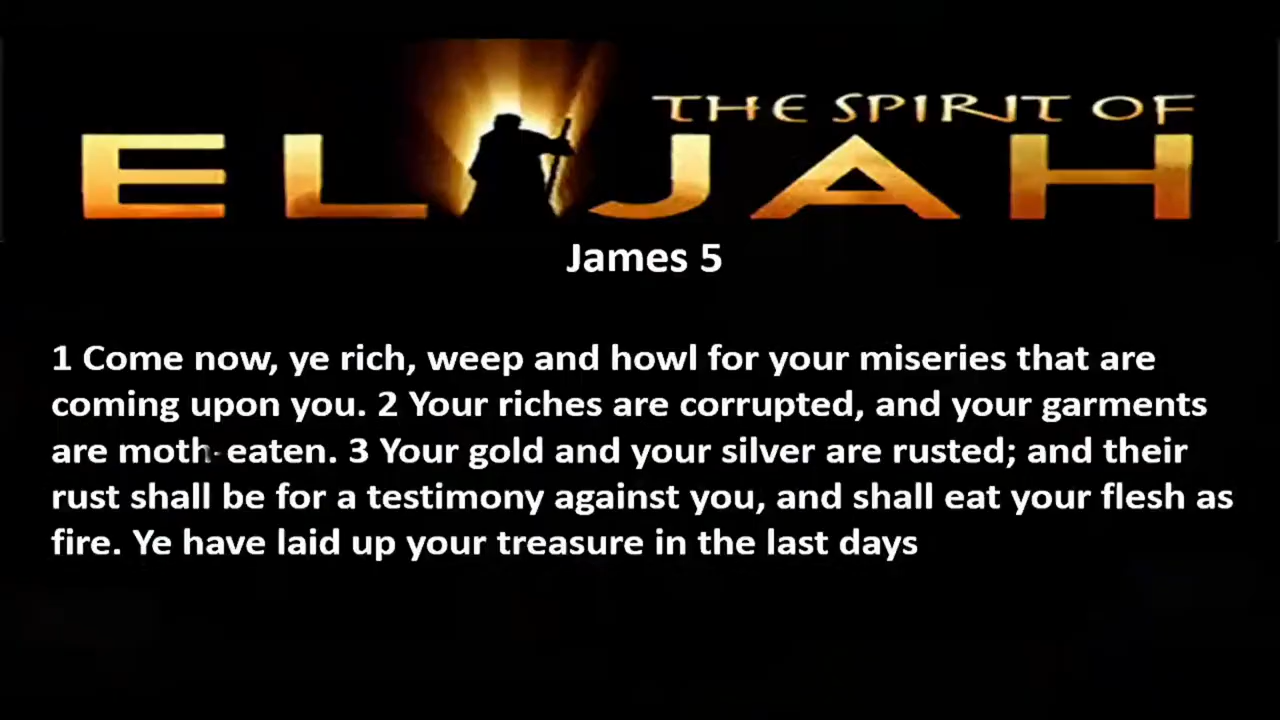 THE SPIRIT OF
ELIJAH
James 5
1 Come now, ye rich, weep and howl for your miseries that are
coming upon you. 2 Your riches are corrupted, and your garments
are moth-eaten. 3 Your gold and your silver are rusted; and their
rust shall be for a testimony against you, and shall eat your flesh as
fire. Ye have laid up your treasure in the last days